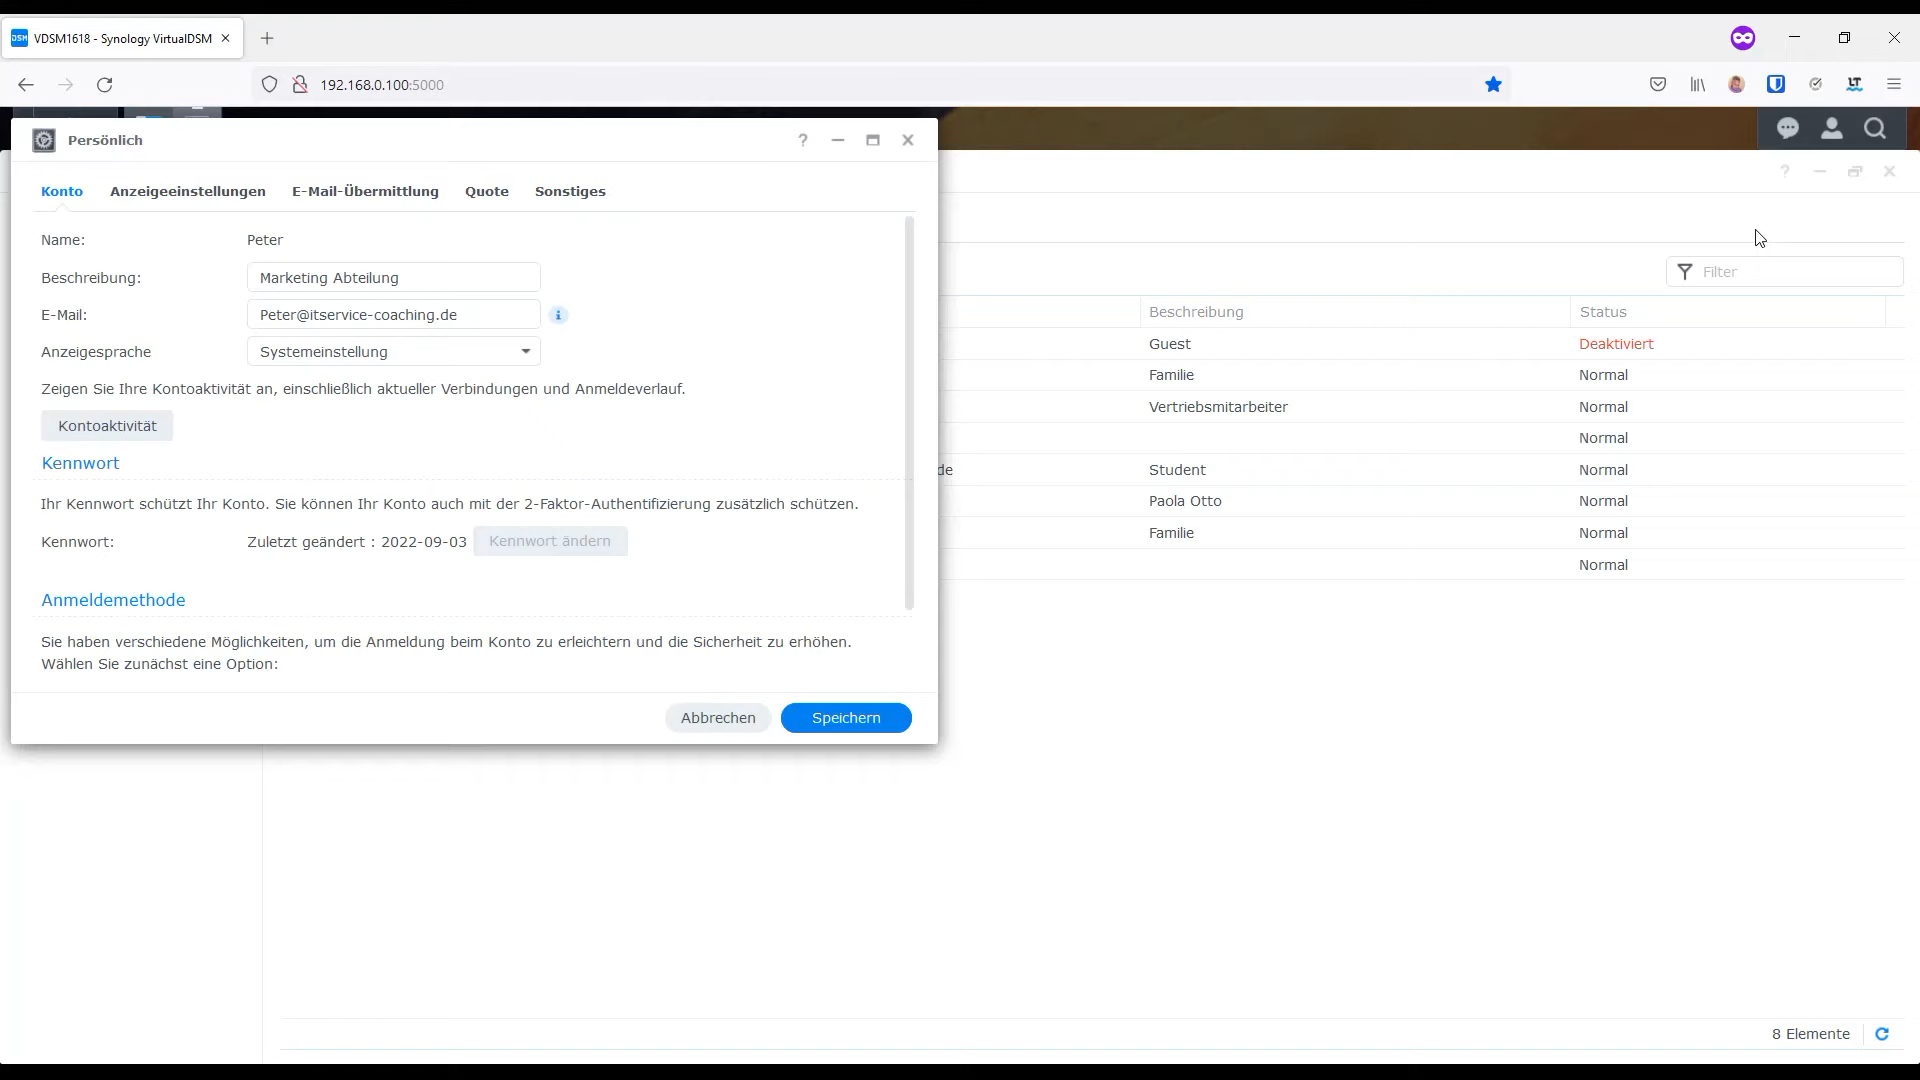 VDSM1618 - Synology VirtualDSM
192.168.0.100:5000
Persönlich
Konto Anzeigeeinstellungen E-Mail-Übermittlung Quote Sonstiges
Name: Peter
Beschreibung: Marketing Abteilung
E-Mail: Peter@itservice-coaching.de
Anzeigesprache Systemeinstellung
Zeigen Sie Ihre Kontoaktivität an, einschließlich aktueller Verbindungen und Anmeldeverlauf.
Kontoaktivität
Kennwort
Ihr Kennwort schützt Ihr Konto. Sie können Ihr Konto auch mit der 2-Faktor-Authentifizierung zusätzlich schützen.
Kennwort: Zuletzt geändert : 2022-09-03 Kennwort ändern
Anmeldemethode
Sie haben verschiedene Möglichkeiten, um die Anmeldung beim Konto zu erleichtern und die Sicherheit zu erhöhen.
Wählen Sie zunächst eine Option:
Abbrechen Speichern
Filter
Beschreibung Status
Guest Deaktiviert
Familie Normal
Vertriebsmitarbeiter Normal
Normal
de Student Normal
Paola Otto Normal
Familie Normal
Normal
8 Elemente